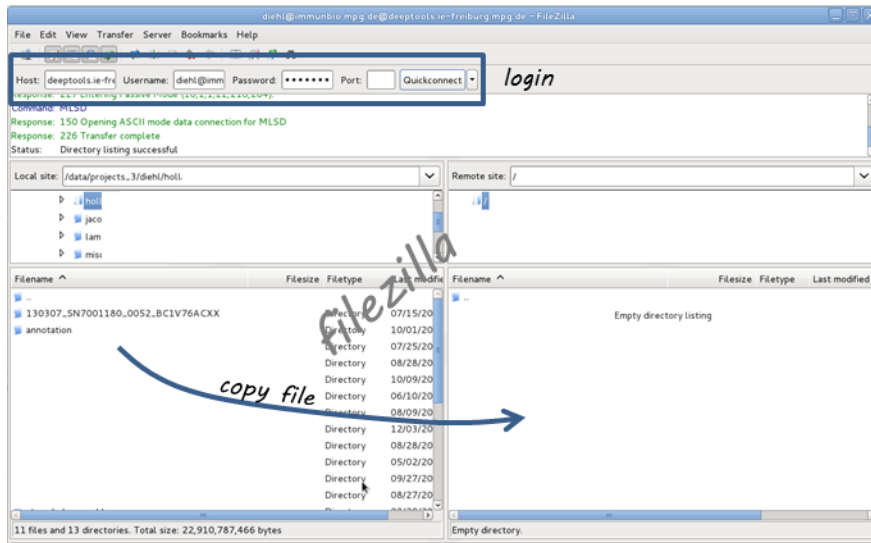 diehl@immunbio.mpg.de@deeptools.ie-freiburg.mpg.de - FileZilla
File Edit View Transfer Server Bookmarks Help
Host: deeptools.ie-fre Username: diehl@imm Password: ••••••• Port: Quickconnect
login
Response: 227 Entering Passive Mode
Command: MLSD
Response: 150 Opening ASCII mode data connection for MLSD
Response: 226 Transfer complete
Status: Directory listing successful
Local site: /data/projects_3/diehl/holl Remote site: /
holl /
jaco
lam
misc
filezilla
Filename Filesize Filetype Last modifie Filename Filesize Filetype Last modified
.. ..
130307_SN7001180_0052_BC1V76ACXX Directory 07/15/20 Empty directory listing
annotation Directory 10/01/20
Directory 07/25/20
Directory 08/28/20
Directory 10/09/20
copy file
Directory 06/10/20
Directory 08/09/20
Directory 12/03/20
Directory 08/28/20
Directory 05/02/20
Directory 09/27/20
Directory 08/27/20
11 files and 13 directories. Total size: 22,910,787,466 bytes Empty directory.